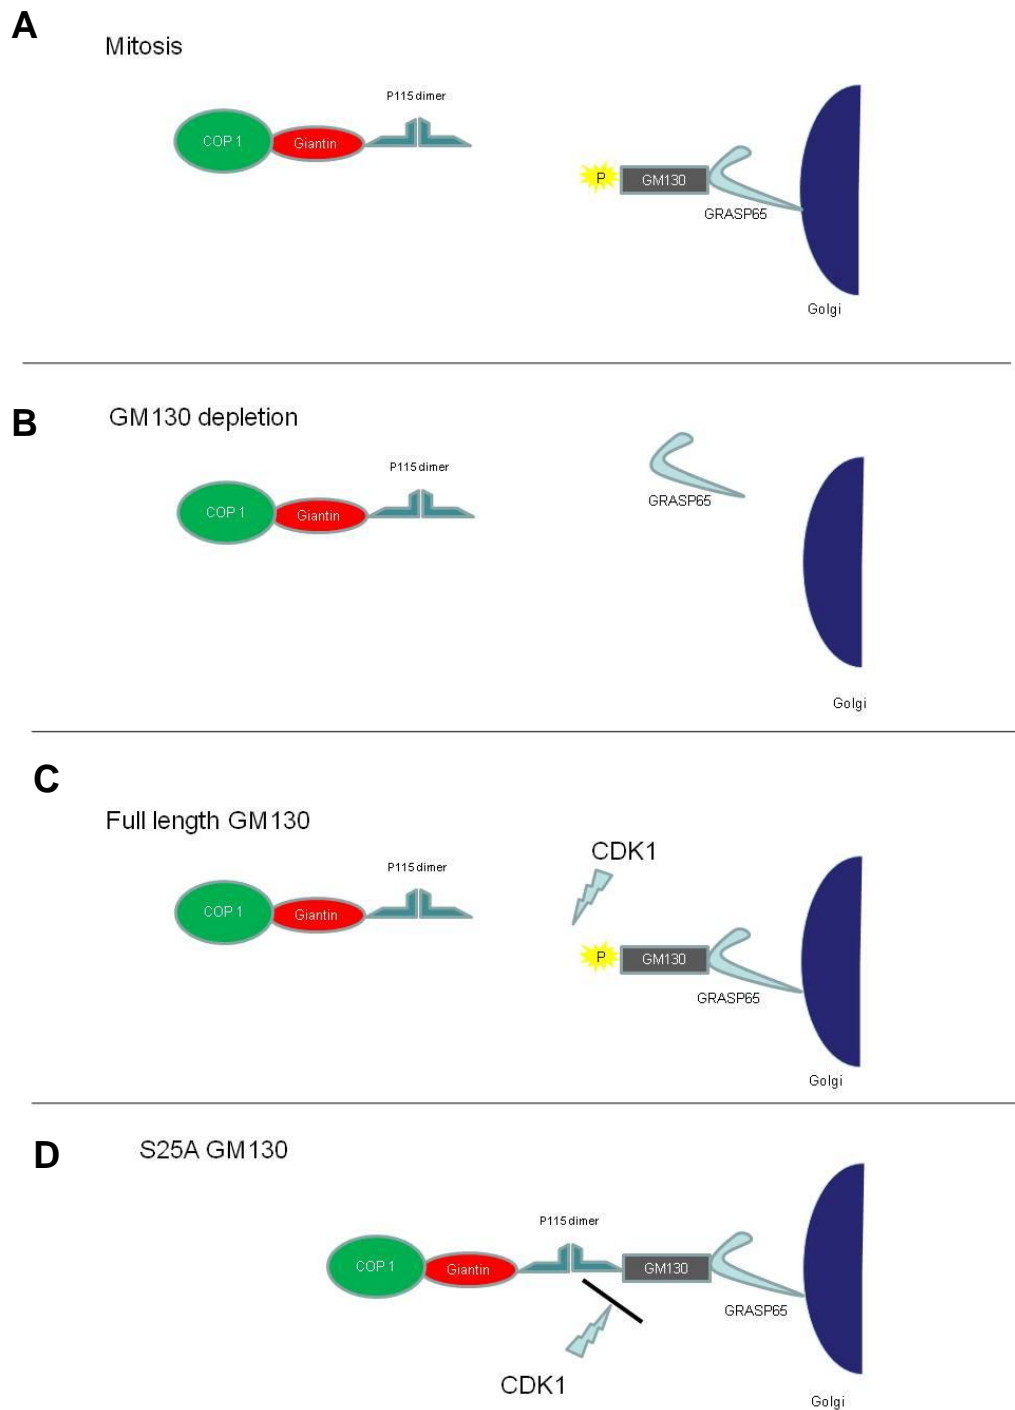 A
Mitosis
P115 dimer
COP 1
Giantin
P
GM130
GRASP65
Golgi
B
GM130 depletion
P115 dimer
COP 1
Giantin
GRASP65
Golgi
C
Full length GM130
CDK1
P115 dimer
COP 1
Giantin
P
GM130
GRASP65
Golgi
D
S25A GM130
P115 dimer
COP 1
Giantin
GM130
GRASP65
CDK1
Golgi